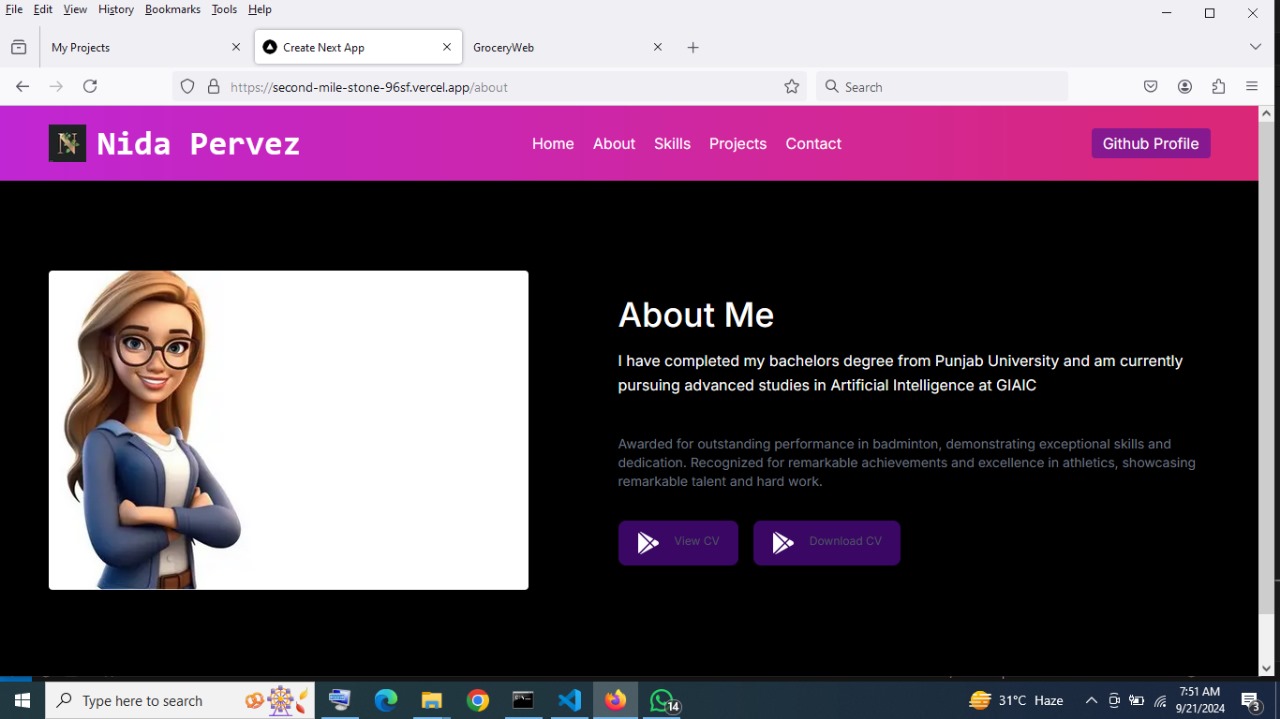 File Edit View History Bookmarks Tools Help
My Projects
Create Next App
GroceryWeb
https://second-mile-stone-96sf.vercel.app/about
Search
N
Nida Pervez
Home About Skills Projects Contact
Github Profile
About Me
I have completed my bachelors degree from Punjab University and am currently
pursuing advanced studies in Artificial Intelligence at GIAIC
Awarded for outstanding performance in badminton, demonstrating exceptional skills and
dedication. Recognized for remarkable achievements and excellence in athletics, showcasing
remarkable talent and hard work.
View CV
Download CV
Type here to search
14
31°C Haze
7:51 AM
9/21/2024
3